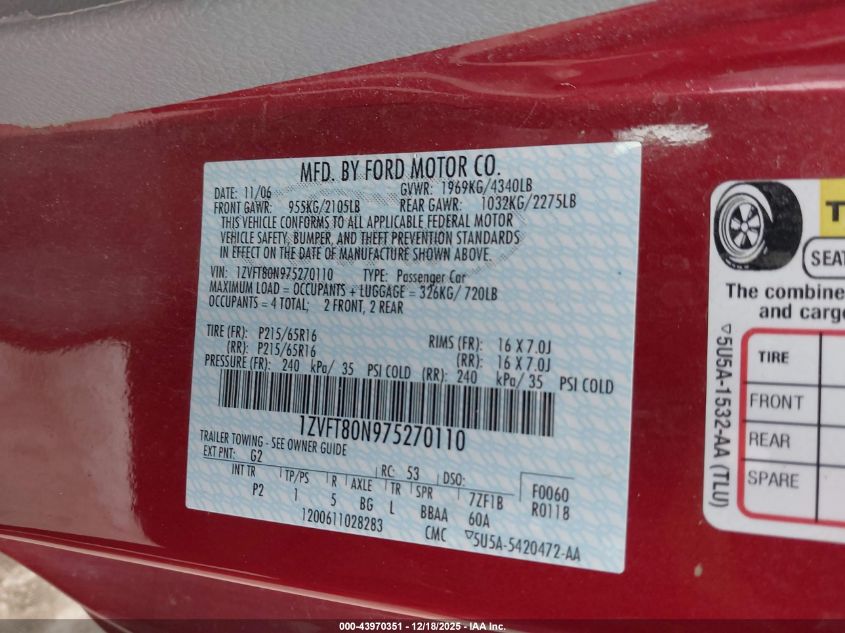 MFD. BY FORD MOTOR CO.
DATE: 11/06 GVWR: 1969KG/4340LB
FRONT GAWR: 955KG/2105LB REAR GAWR: 1032KG/2275LB
THIS VEHICLE CONFORMS TO ALL APPLICABLE FEDERAL MOTOR
VEHICLE SAFETY, BUMPER, AND THEFT PREVENTION STANDARDS
IN EFFECT ON THE DATE OF MANUFACTURE SHOWN ABOVE.
VIN: 1ZVFT80N975270110 TYPE: Passenger Car
MAXIMUM LOAD = OCCUPANTS + LUGGAGE = 326KG/720LB
OCCUPANTS = 4 TOTAL; 2 FRONT, 2 REAR
TIRE (FR): P215/65R16 RIMS (FR): 16 X 7.0J
(RR): P215/65R16 (RR): 16 X 7.0J
PRESSURE (FR): 240 kPa/ 35 PSI COLD (RR): 240 kPa/ 35 PSI COLD
1ZVFT80N975270110
TRAILER TOWING - SEE OWNER GUIDE
EXT PNT: G2 RC: 53 DSO: F0060
INT TR TP/PS R AXLE TR SPR 7ZF1B R0118
P2 1 5 BG L BBAA 60A
1200611028283 CMC ▽5U5A-5420472-AA
SEAT
The combine
and cargo
TIRE
FRONT
REAR
SPARE
▽5U5A-1532-AA (TLU)
000-43970351 - 12/18/2025 - IAA, Inc.